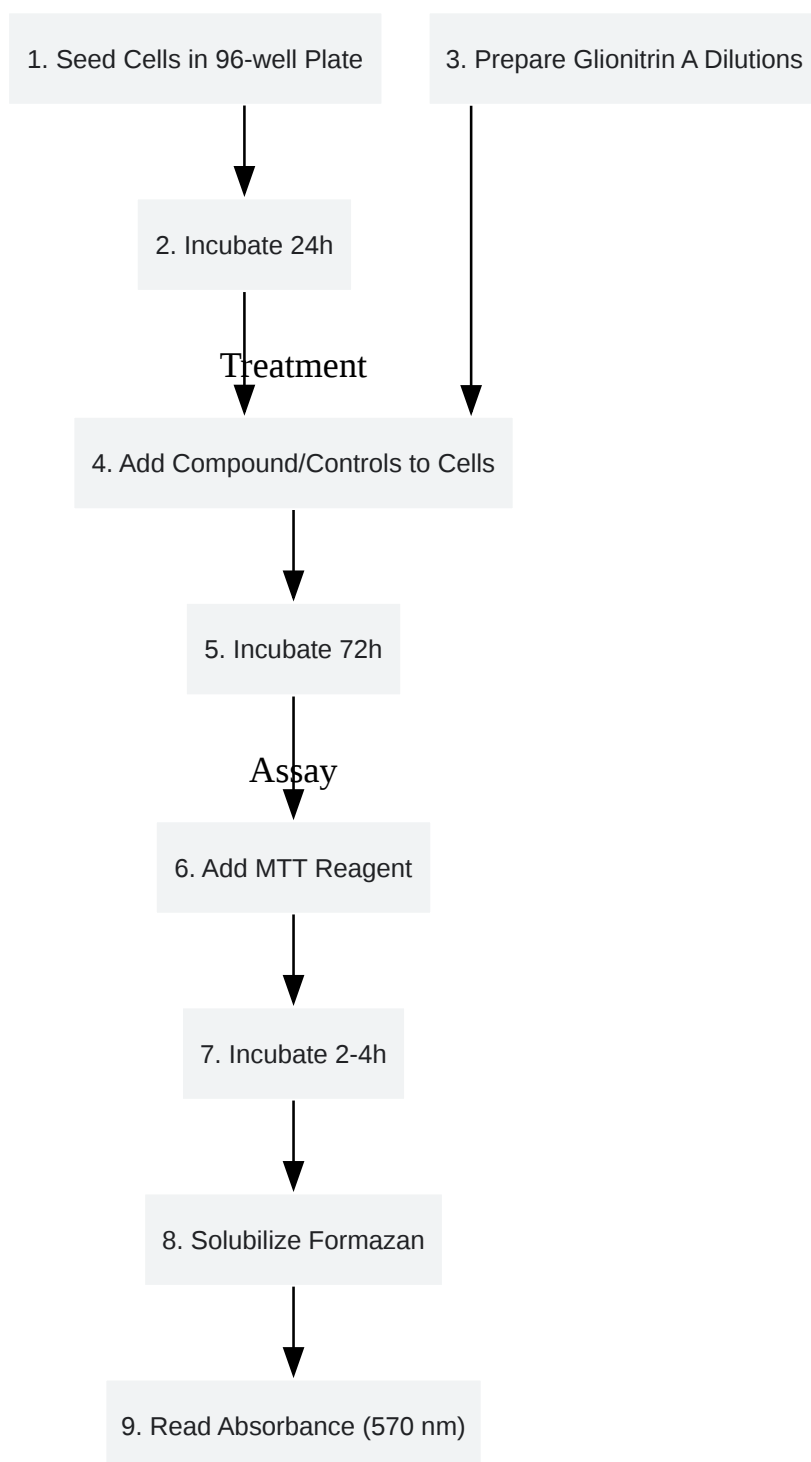 1. Seed Cells in 96-well Plate
3. Prepare Glionitrin A Dilutions
2. Incubate 24h
Treatment
4. Add Compound/Controls to Cells
5. Incubate 72h
Assay
6. Add MTT Reagent
7. Incubate 2-4h
8. Solubilize Formazan
9. Read Absorbance (570 nm)